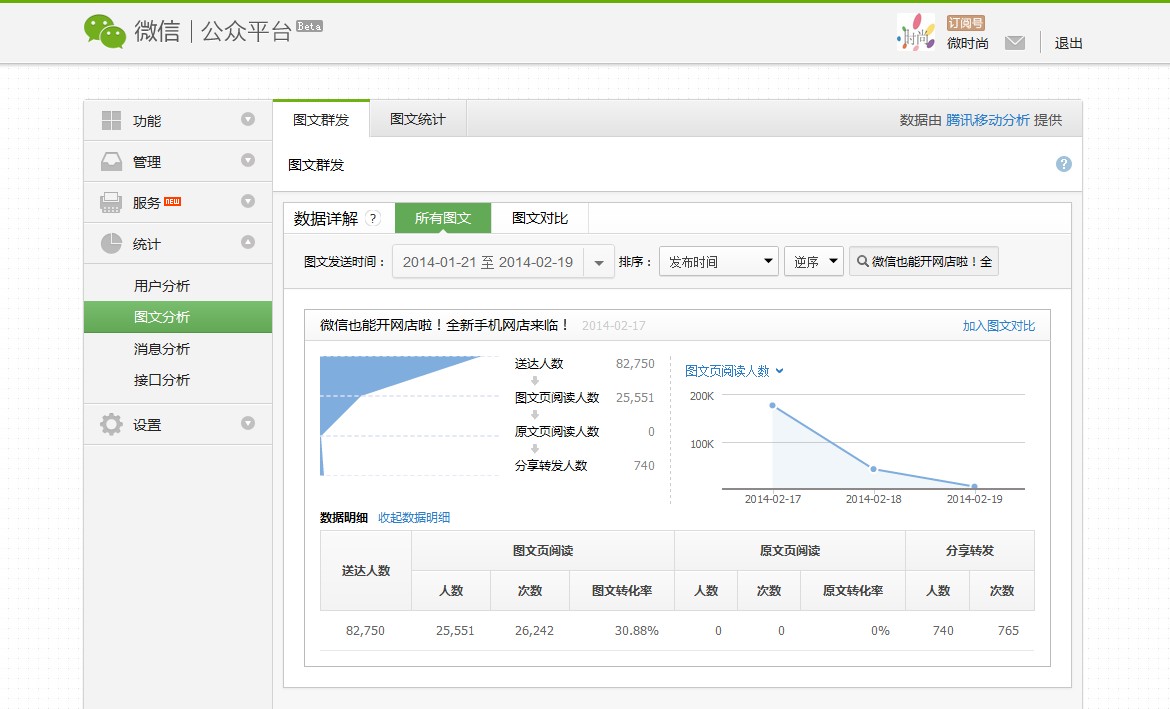 微信 | 公众平台 Beta
时尚
订阅号
微时尚
退出
功能
管理
服务 NEW
统计
用户分析
图文分析
消息分析
接口分析
设置
图文群发
图文统计
数据由 腾讯移动分析 提供
图文群发
?
数据详解 ?
所有图文
图文对比
图文发送时间：
2014-01-21 至 2014-02-19
排序：
发布时间
逆序
微信也能开网店啦！全
微信也能开网店啦！全新手机网店来临！ 2014-02-17
加入图文对比
送达人数 82,750
图文页阅读人数 25,551
原文页阅读人数 0
分享转发人数 740
图文页阅读人数
200K
100K
2014-02-17 2014-02-18 2014-02-19
数据明细 收起数据明细
送达人数 图文页阅读 原文页阅读 分享转发
人数 次数 图文转化率 人数 次数 原文转化率 人数 次数
82,750 25,551 26,242 30.88% 0 0 0% 740 765